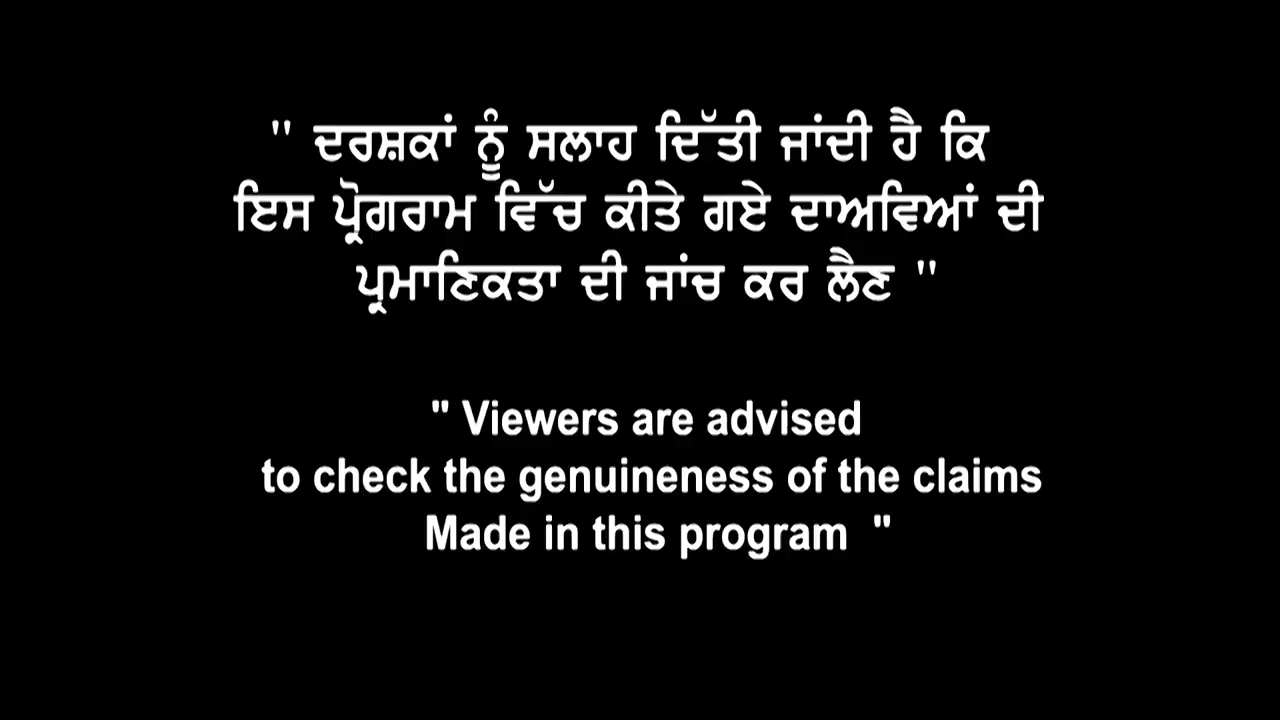 " ਦਰਸ਼ਕਾਂ ਨੂੰ ਸਲਾਹ ਦਿੱਤੀ ਜਾਂਦੀ ਹੈ ਕਿ
ਇਸ ਪ੍ਰੋਗਰਾਮ ਵਿੱਚ ਕੀਤੇ ਗਏ ਦਾਅਵਿਆਂ ਦੀ
ਪ੍ਰਮਾਣਿਕਤਾ ਦੀ ਜਾਂਚ ਕਰ ਲੈਣ "
" Viewers are advised
to check the genuineness of the claims
Made in this program "